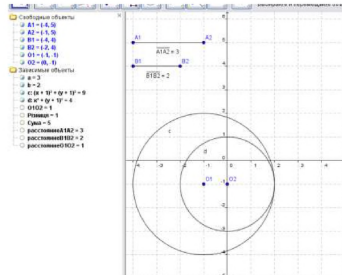 Свободные объекты
A1 = (-4, 5)
A2 = (-1, 5)
B1 = (-4, 4)
B2 = (-2, 4)
O1 = (-1, -1)
O2 = (0, -1)
Зависимые объекты
a = 3
b = 2
c: (x + 1)² + (y + 1)² = 9
d: x² + (y + 1)² = 4
O1O2 = 1
Разница = 1
Сума = 5
расстояниеA1A2 = 3
расстояниеB1B2 = 2
расстояниеO1O2 = 1
A1 A2
A1A2 = 3
B1 B2
B1B2 = 2
c
d
O1 O2